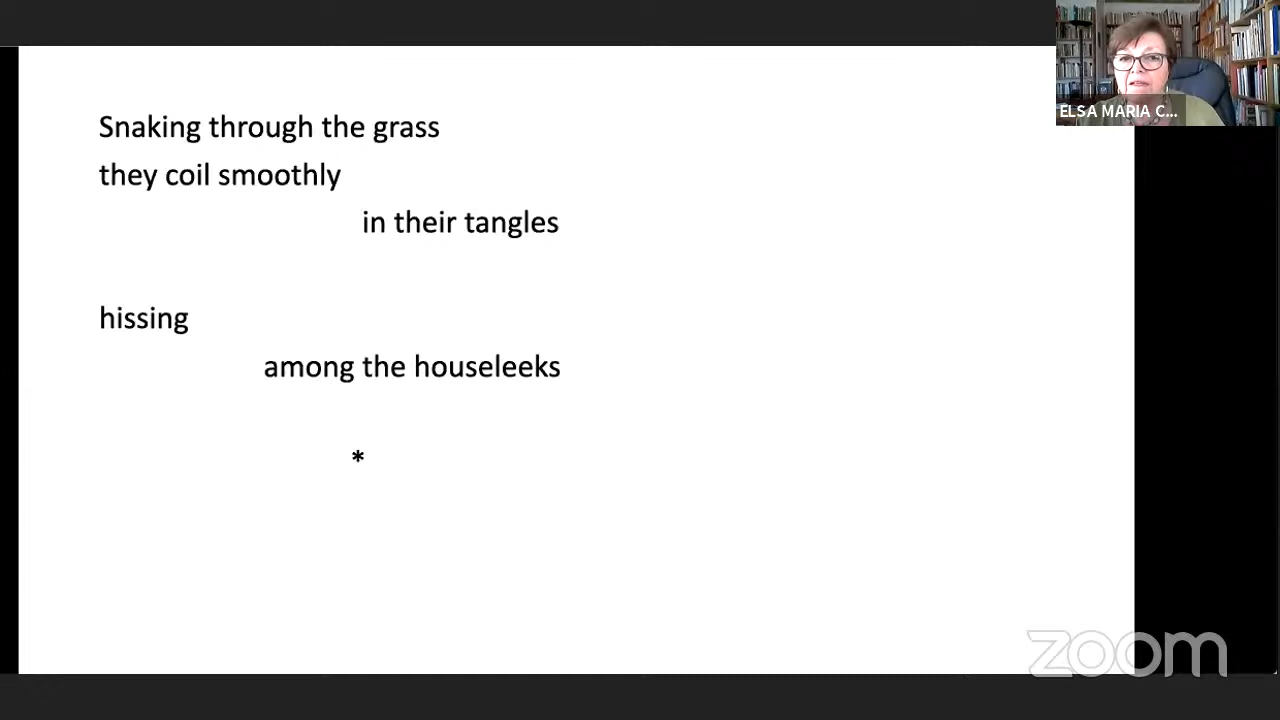 ELSA MARIA C...
Snaking through the grass
they coil smoothly
in their tangles
hissing
among the houseleeks
*
zoom